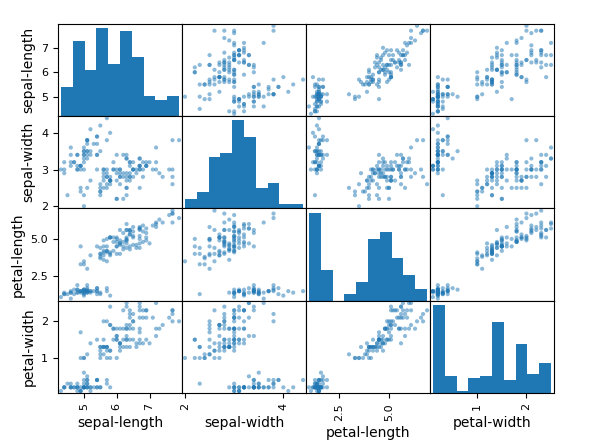 sepal-length
7
6
5
sepal-width
4
3
2
petal-length
5.0
2.5
petal-width
2
1
5 6 7 2 4 2.5 5.0 1 2
sepal-length sepal-width petal-length petal-width